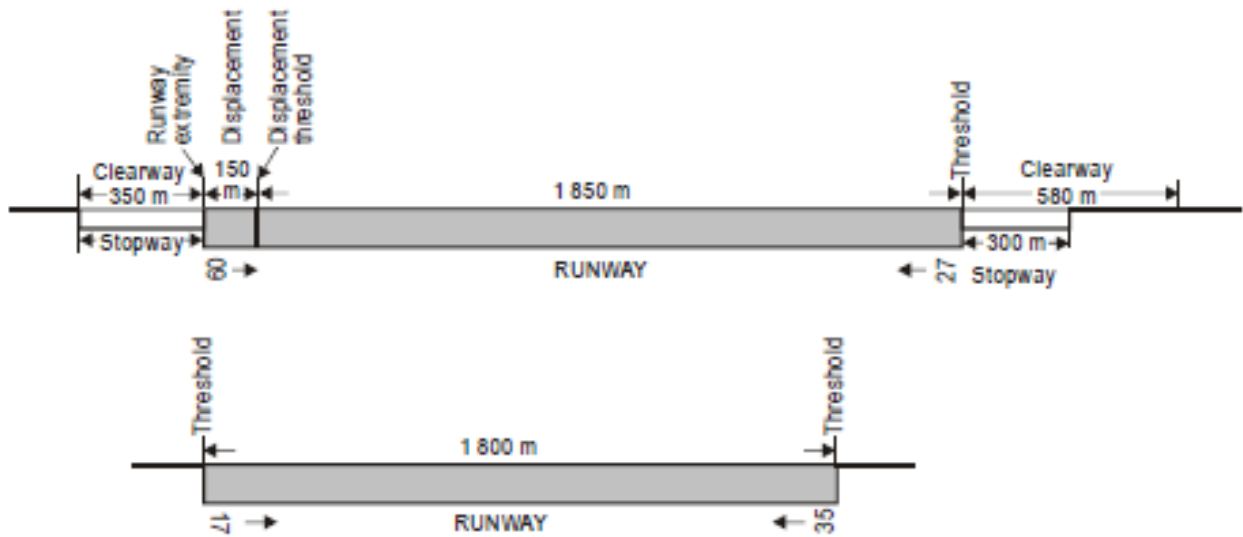 Runway
extremity
Displacement
Displacement
threshold
Threshold
Clearway
350 m
150
m
1 850 m
Clearway
580 m
Stopway
300 m
09
RUNWAY
27
Stopway
Threshold
Threshold
1 800 m
17
RUNWAY
35